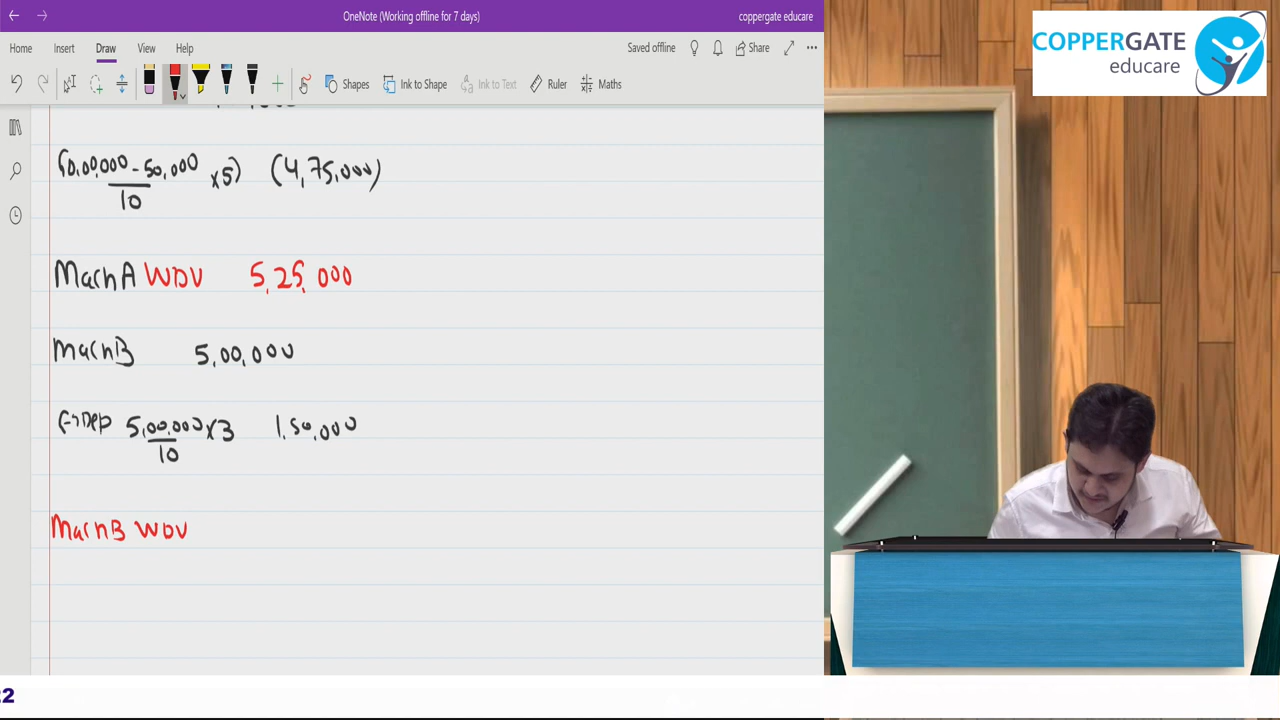 OneNote (Working offline for 7 days)
coppergate educare
Home Insert Draw View Help
Saved offline
Share
Shapes
Ink to Shape
Ink to Text
Ruler
Maths
COPPERGATE
educare
(10,00,000 - 50,000 x5) (4,75,000)
10
MachA WDV 5,25,000
MachB 5,00,000
(-) Dep 5,00,000 x3 1,50,000
10
MachB WDV
22